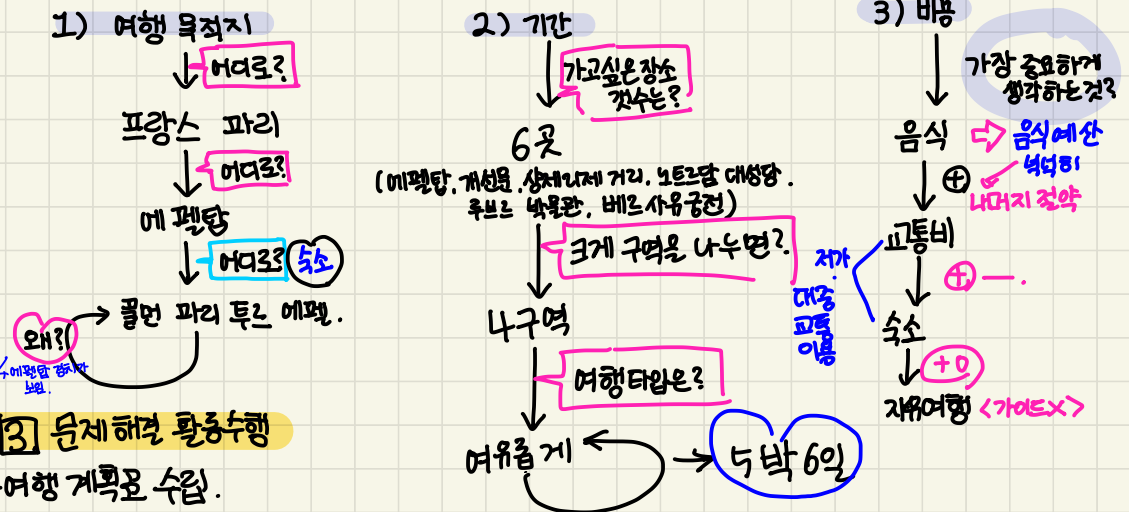 1) 여행 목적지
어디로?
프랑스 파리
어디로?
에펠탑
어디로? 숙소
풀먼 파리 투르 에펠.
왜?
에펠탑 경치가
보임.
2) 기간
가고싶은 장소
갯수는?
6곳
(에펠탑, 개선문, 샹제리제 거리, 노트르담 대성당.
루브르 박물관, 베르사유궁전)
크게 구역을 나누면?
4구역
여행타입은?
여유롭게
5박 6일
3) 비용
가장 중요하게
생각하는것?
음식
음식예산
넉넉히
+
나머지 절약
교통비
저가
대중
교통
이용
+ — .
숙소
+0
자유여행 <가이드X>
3 문제해결 활동수행
여행 계획표 수립.